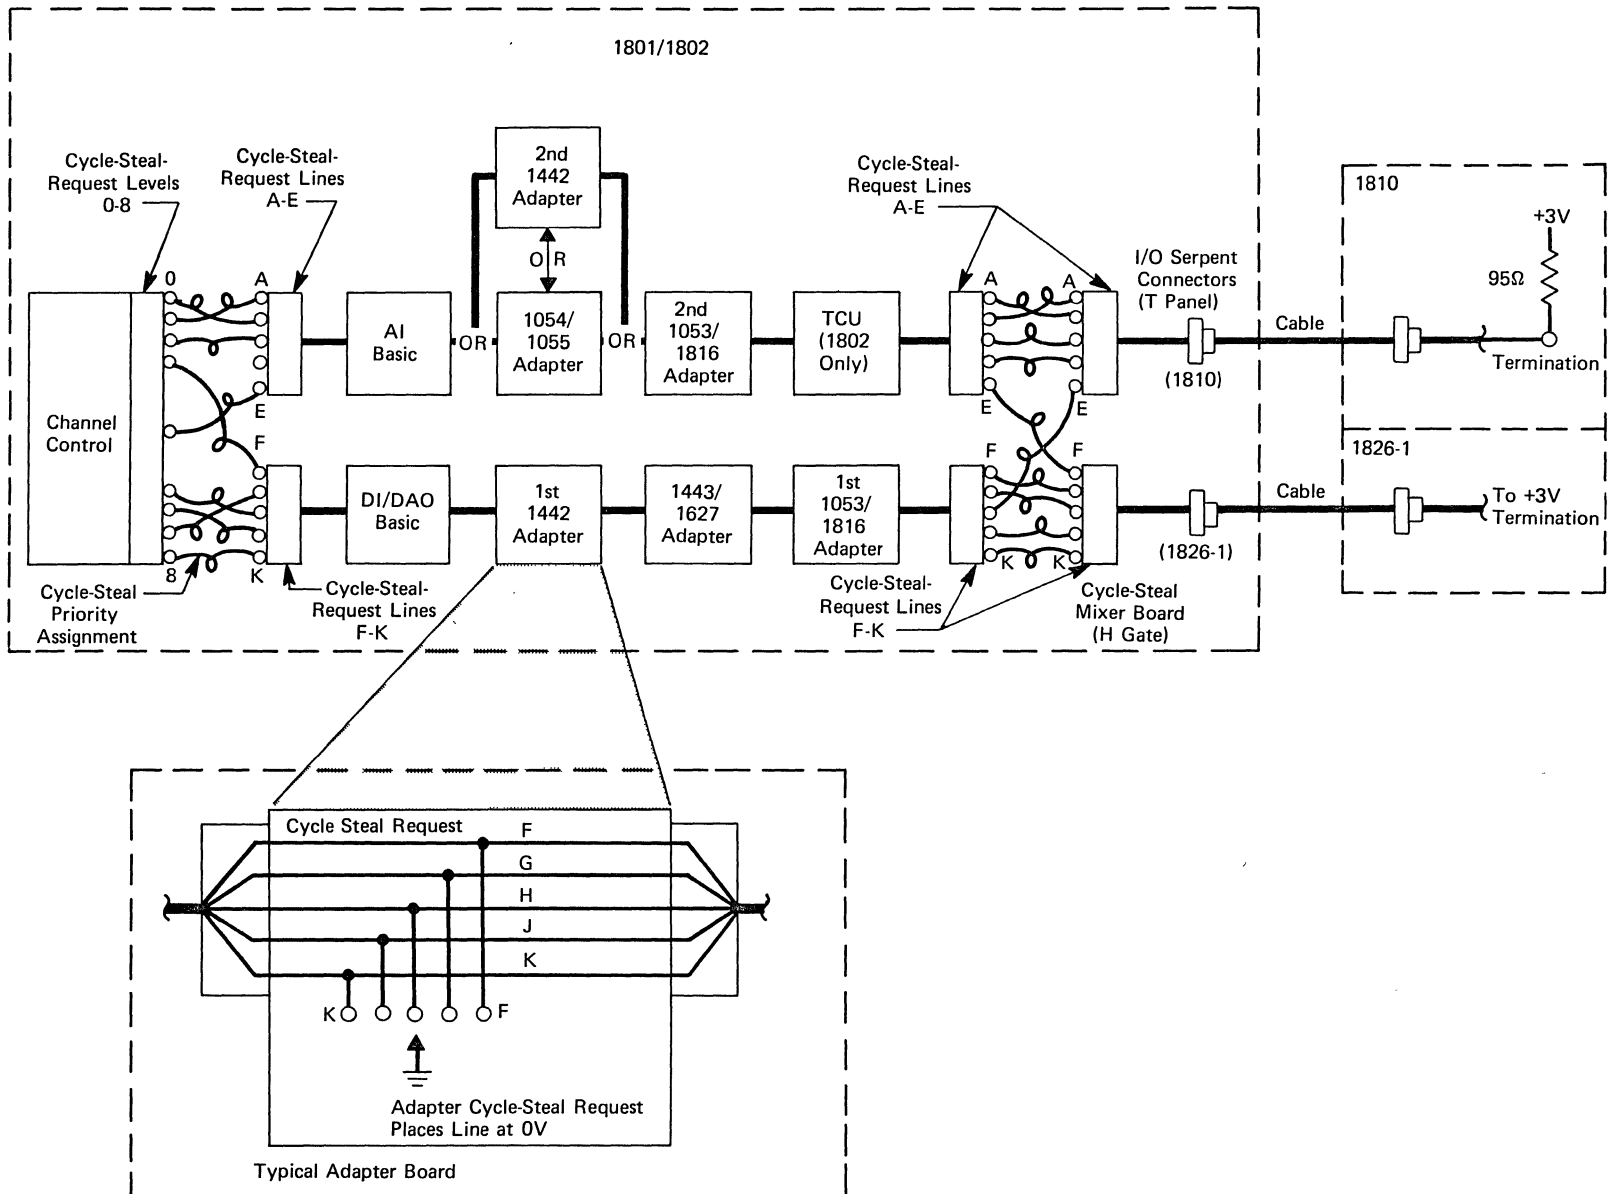 1801/1802
Cycle-Steal-
Request Levels
0-8
Cycle-Steal-
Request Lines
A-E
2nd
1442
Adapter
O R
Cycle-Steal-
Request Lines
A-E
I/O Serpent
Connectors
(T Panel)
1810
+3V
95Ω
Termination
0
A
E
F
8
K
Channel
Control
AI
Basic
OR
1054/
1055
Adapter
OR
2nd
1053/
1816
Adapter
TCU
(1802
Only)
A
A
E
E
F
F
K
K
(1810)
Cable
DI/DAO
Basic
1st
1442
Adapter
1443/
1627
Adapter
1st
1053/
1816
Adapter
(1826-1)
Cable
1826-1
To +3V
Termination
Cycle-Steal
Priority
Assignment
Cycle-Steal-
Request Lines
F-K
Cycle-Steal-
Request Lines
F-K
Cycle-Steal
Mixer Board
(H Gate)
Cycle Steal Request
F
G
H
J
K
K
F
Adapter Cycle-Steal Request
Places Line at 0V
Typical Adapter Board